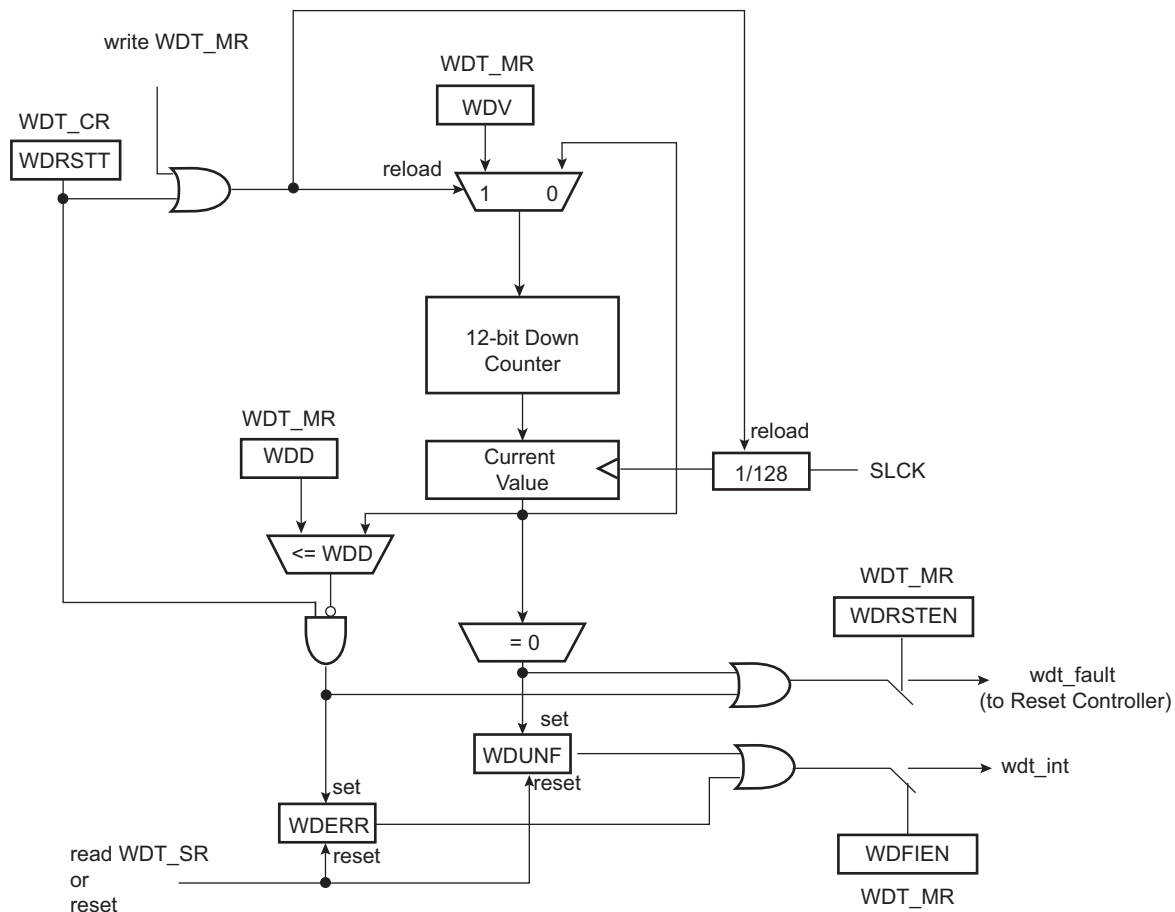 write WDT_MR
WDT_MR
WDV
WDT_CR
WDRSTT
reload
1 0
12-bit Down
Counter
WDT_MR
WDD
Current
Value
reload
1/128
SLCK
<= WDD
= 0
WDT_MR
WDRSTEN
wdt_fault
(to Reset Controller)
set
WDUNF
reset
wdt_int
set
WDERR
reset
WDFIEN
WDT_MR
read WDT_SR
or
reset